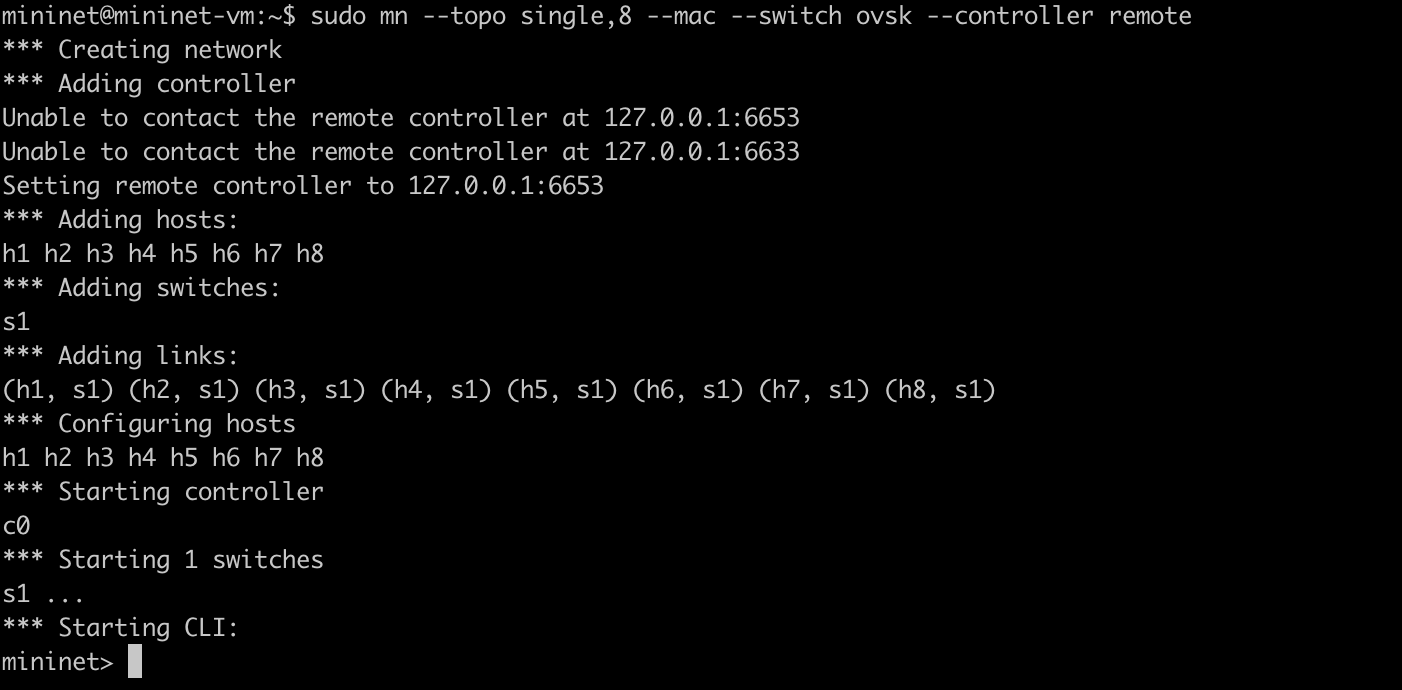 mininet@mininet-vm:~$ sudo mn --topo single,8 --mac --switch ovsk --controller remote
*** Creating network
*** Adding controller
Unable to contact the remote controller at 127.0.0.1:6653
Unable to contact the remote controller at 127.0.0.1:6633
Setting remote controller to 127.0.0.1:6653
*** Adding hosts:
h1 h2 h3 h4 h5 h6 h7 h8
*** Adding switches:
s1
*** Adding links:
(h1, s1) (h2, s1) (h3, s1) (h4, s1) (h5, s1) (h6, s1) (h7, s1) (h8, s1)
*** Configuring hosts
h1 h2 h3 h4 h5 h6 h7 h8
*** Starting controller
c0
*** Starting 1 switches
s1 ...
*** Starting CLI:
mininet>